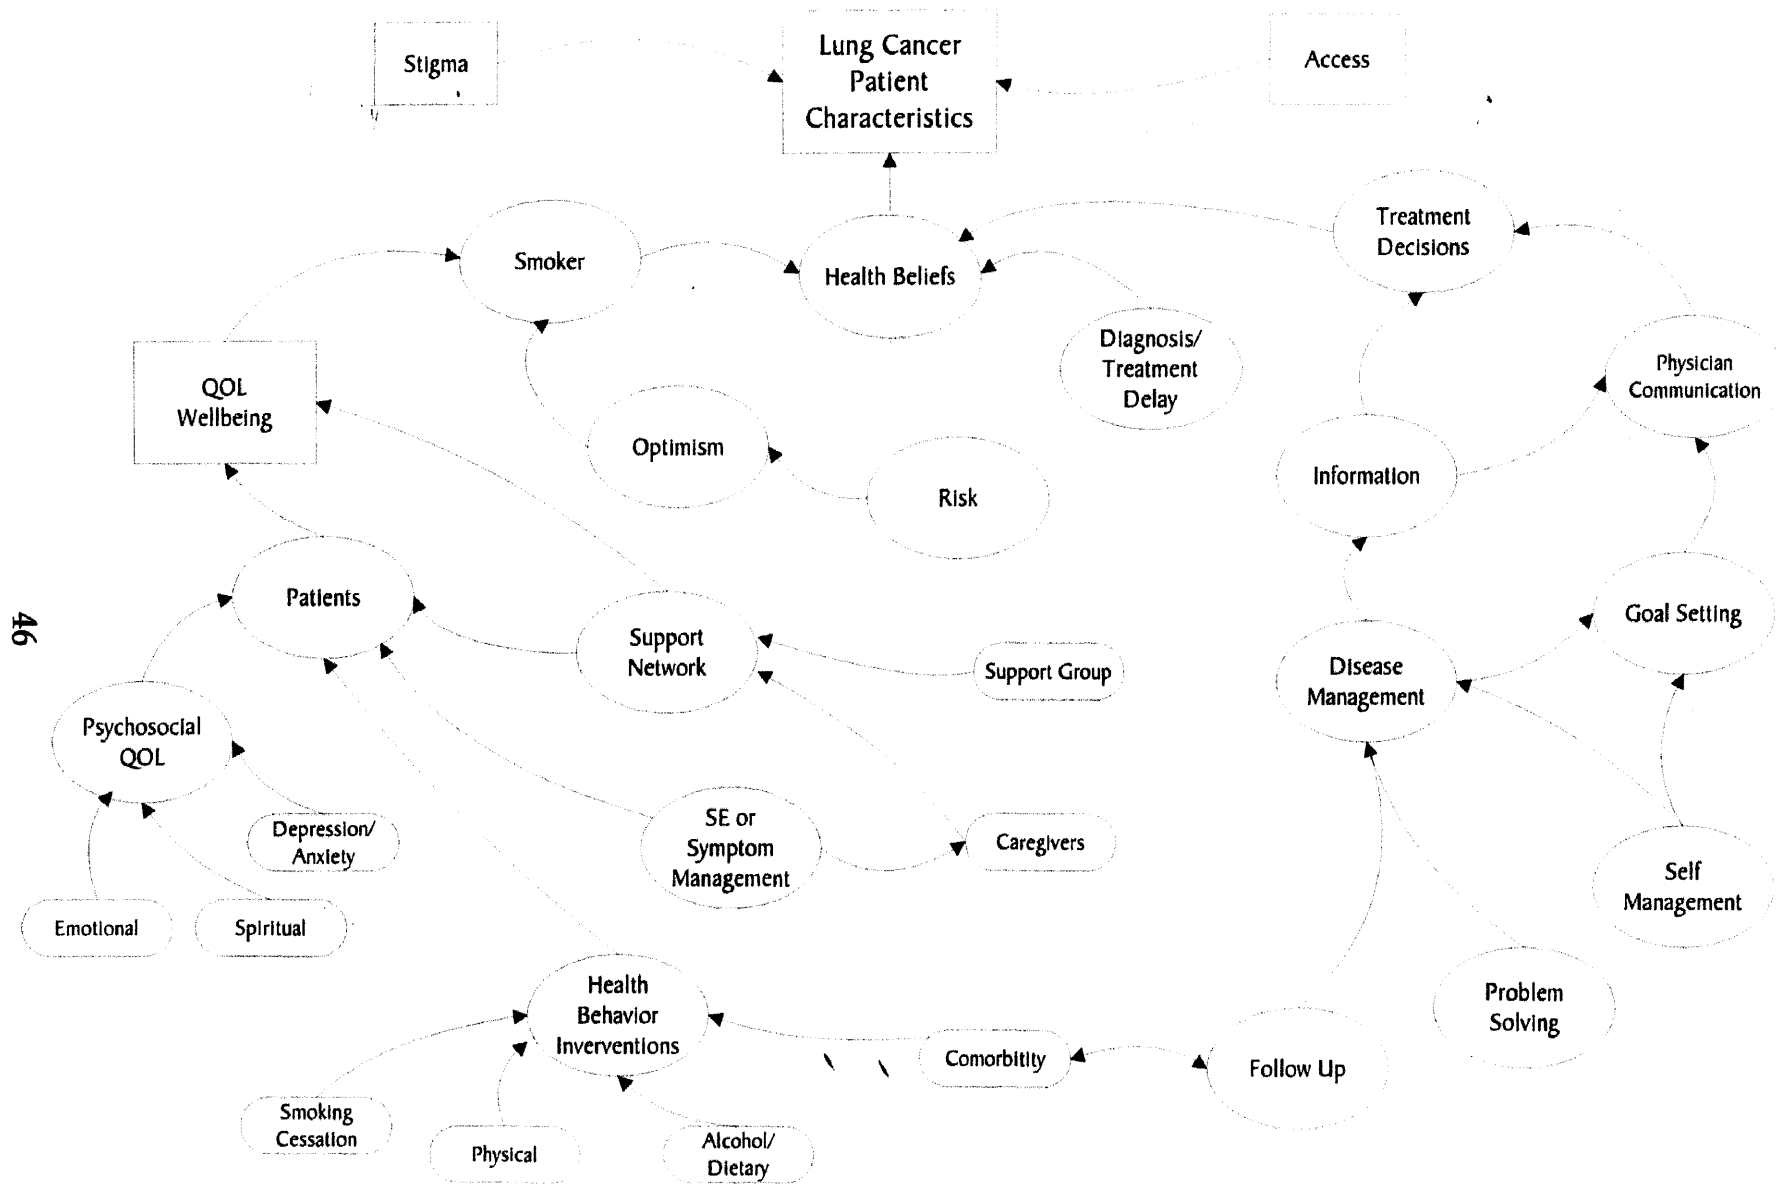 Stigma
Lung Cancer
Patient
Characteristics
Access
Smoker
Health Beliefs
Treatment
Decisions
Diagnosis/
Treatment
Delay
Physician
Communication
QOL
Wellbeing
Optimism
Risk
Information
Patients
Support
Network
Support Group
Disease
Management
Goal Setting
46
Psychosocial
QOL
Depression/
Anxiety
SE or
Symptom
Management
Caregivers
Self
Management
Emotional
Spiritual
Health
Behavior
Inverventions
Comorbitity
Follow Up
Problem
Solving
Smoking
Cessation
Physical
Alcohol/
Dietary